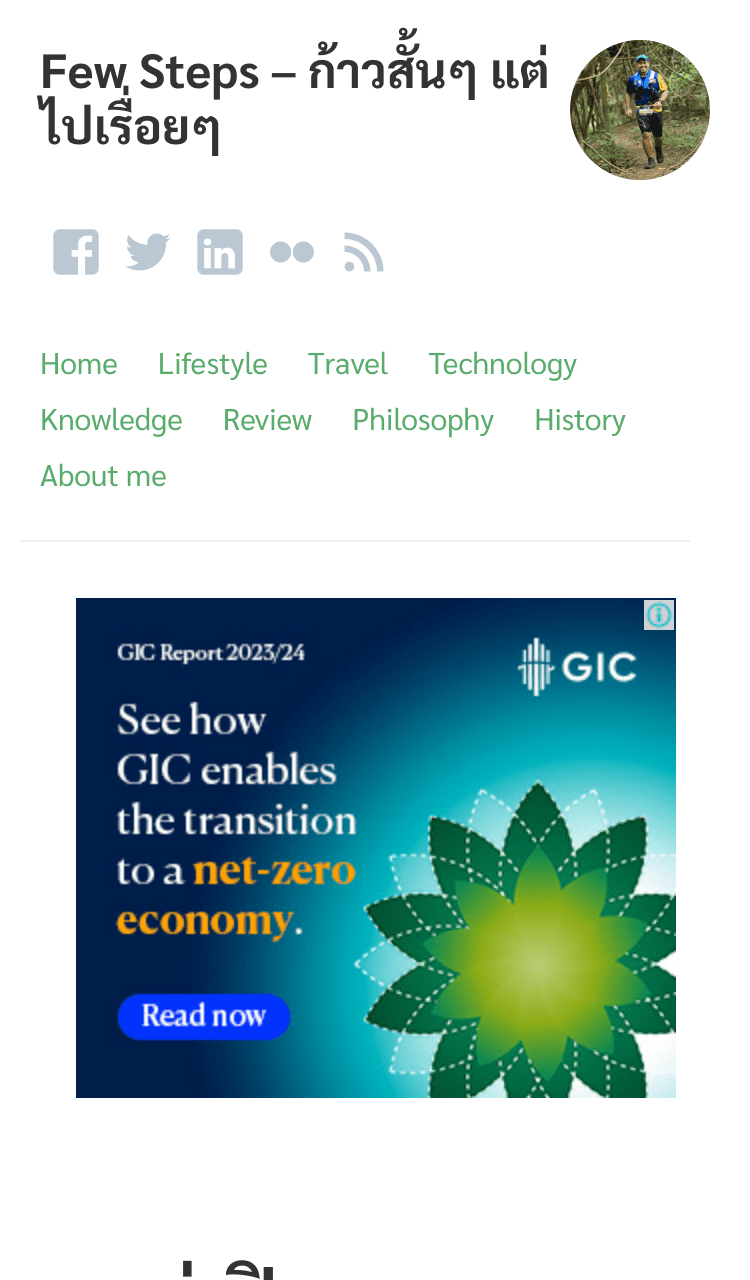 Few Steps – ก้าวสั้นๆ แต่
ไปเรื่อยๆ
Home Lifestyle Travel Technology
Knowledge Review Philosophy History
About me
GIC Report 2023/24
GIC
See how
GIC enables
the transition
to a net-zero
economy.
Read now